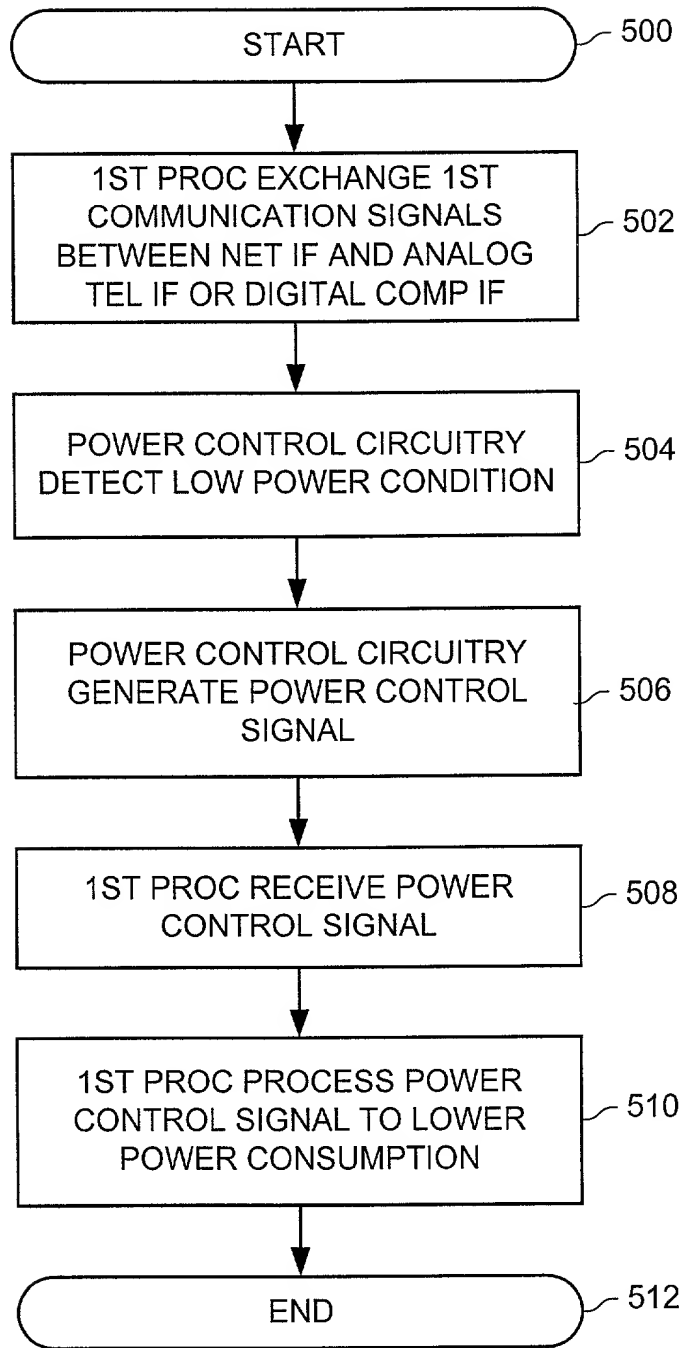 START
500
1ST PROC EXCHANGE 1ST
COMMUNICATION SIGNALS
BETWEEN NET IF AND ANALOG
TEL IF OR DIGITAL COMP IF
502
POWER CONTROL CIRCUITRY
DETECT LOW POWER CONDITION
504
POWER CONTROL CIRCUITRY
GENERATE POWER CONTROL
SIGNAL
506
1ST PROC RECEIVE POWER
CONTROL SIGNAL
508
1ST PROC PROCESS POWER
CONTROL SIGNAL TO LOWER
POWER CONSUMPTION
510
END
512